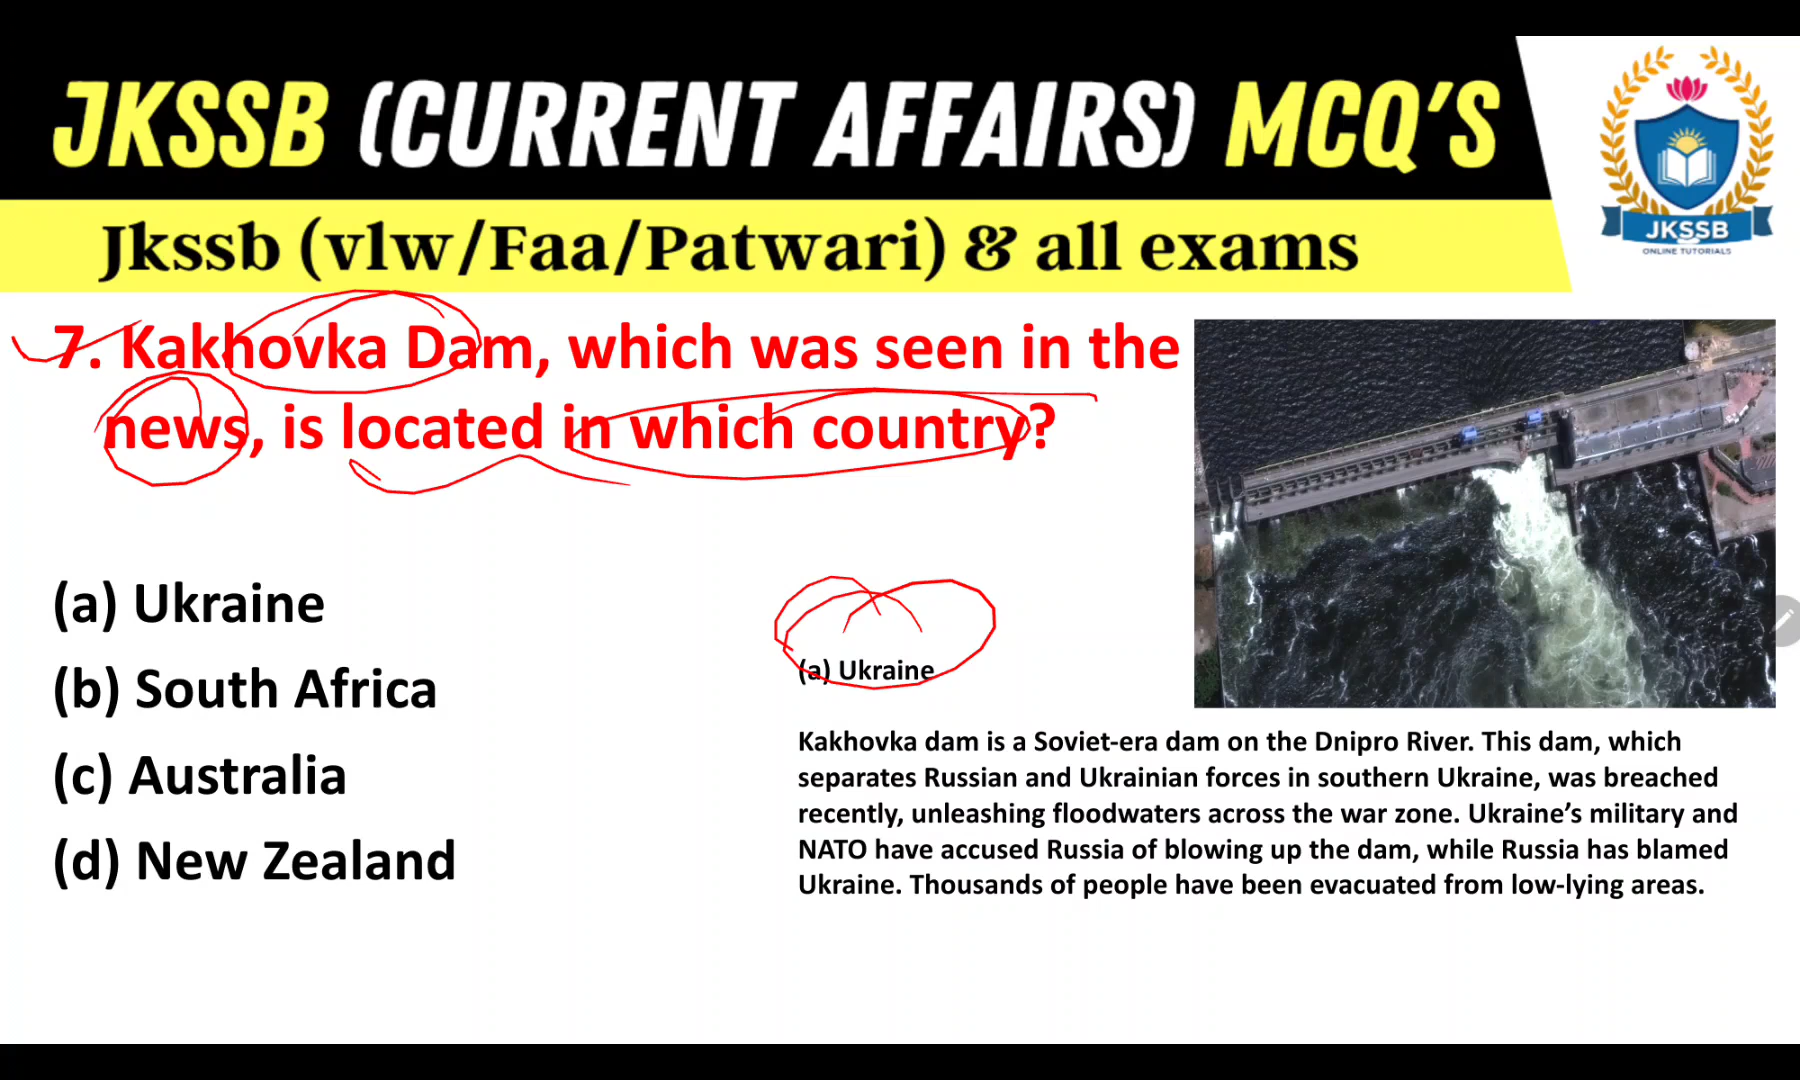 JKSSB (CURRENT AFFAIRS) MCQ'S
Jkssb (vlw/Faa/Patwari) & all exams
JKSSB
ONLINE TUTORIALS
7. Kakhovka Dam, which was seen in the
news, is located in which country?
(a) Ukraine
(b) South Africa
(c) Australia
(d) New Zealand
(a) Ukraine
Kakhovka dam is a Soviet-era dam on the Dnipro River. This dam, which
separates Russian and Ukrainian forces in southern Ukraine, was breached
recently, unleashing floodwaters across the war zone. Ukraine’s military and
NATO have accused Russia of blowing up the dam, while Russia has blamed
Ukraine. Thousands of people have been evacuated from low-lying areas.